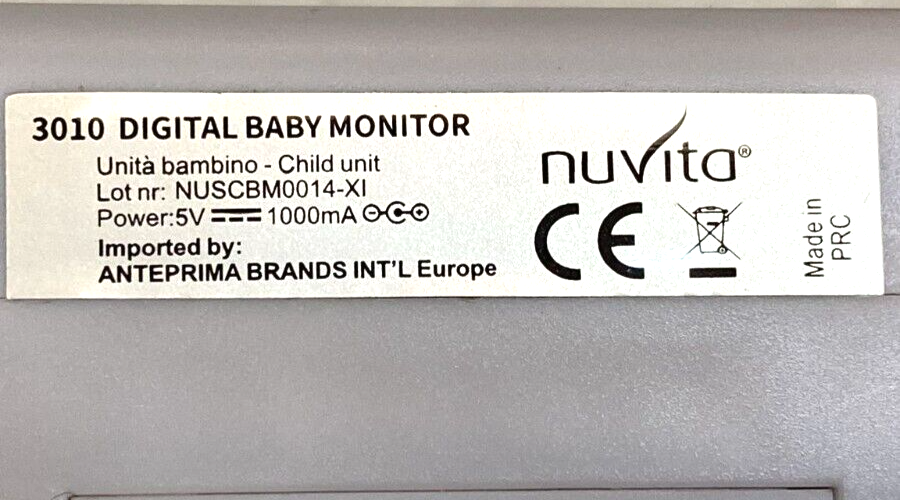 3010 DIGITAL BABY MONITOR
Unità bambino - Child unit
Lot nr: NUSCBM0014-XI
Power:5V 1000mA
Imported by:
ANTEPRIMA BRANDS INT'L Europe
nuvita®
CE
Made in
PRC